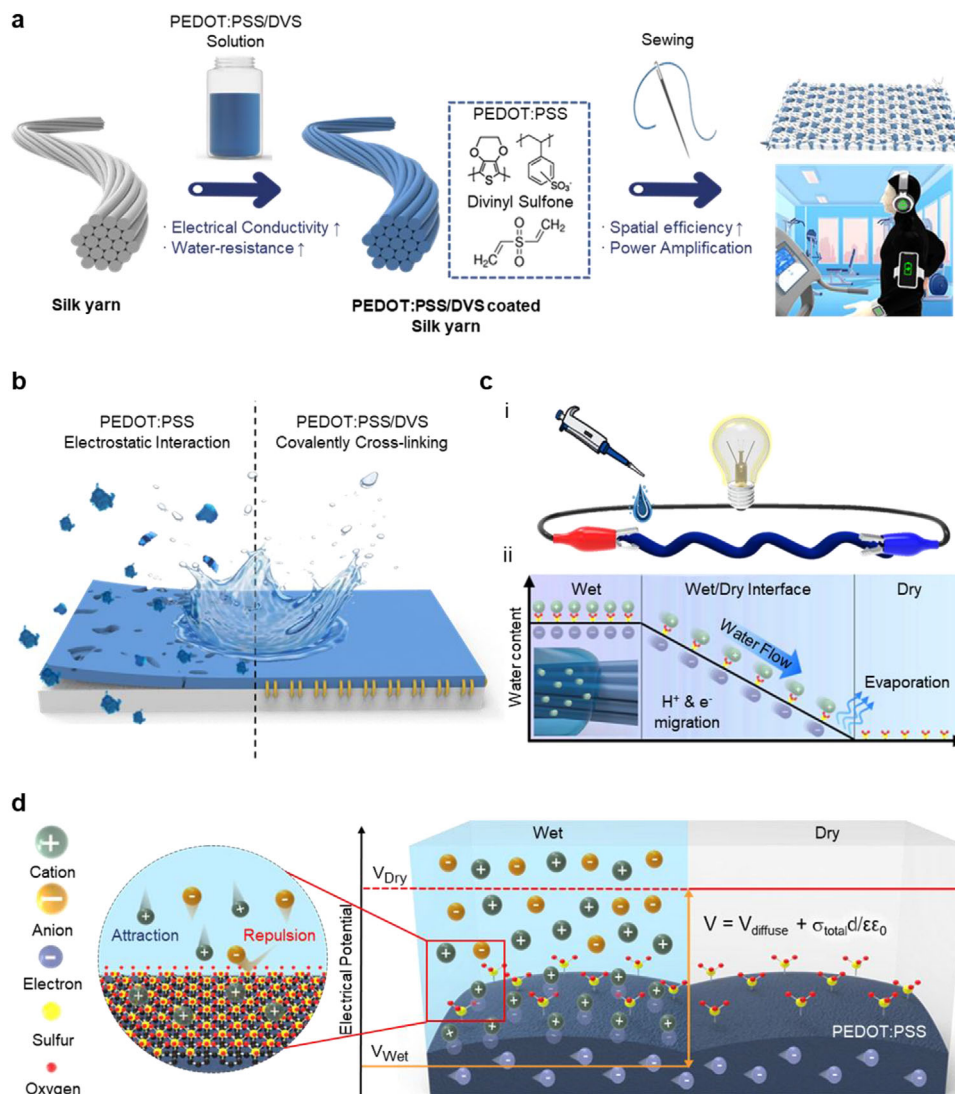 a
PEDOT:PSS/DVS
Solution
· Electrical Conductivity ↑
· Water-resistance ↑
Silk yarn
PEDOT:PSS/DVS coated
Silk yarn
PEDOT:PSS
O
O
S
SO₃⁻
Divinyl Sulfone
H₂C
O
S
O
CH₂
Sewing
· Spatial efficiency ↑
· Power Amplification
b
PEDOT:PSS
Electrostatic Interaction
PEDOT:PSS/DVS
Covalently Cross-linking
c
i
ii
Water content
Wet
Wet/Dry Interface
Dry
Water Flow
H⁺ & e⁻
migration
Evaporation
d
Cation
Anion
Electron
Sulfur
Oxygen
Attraction
Repulsion
Electrical Potential
V_Dry
V_Wet
Wet
Dry
V = V_diffuse + σ_total d/εε₀
PEDOT:PSS